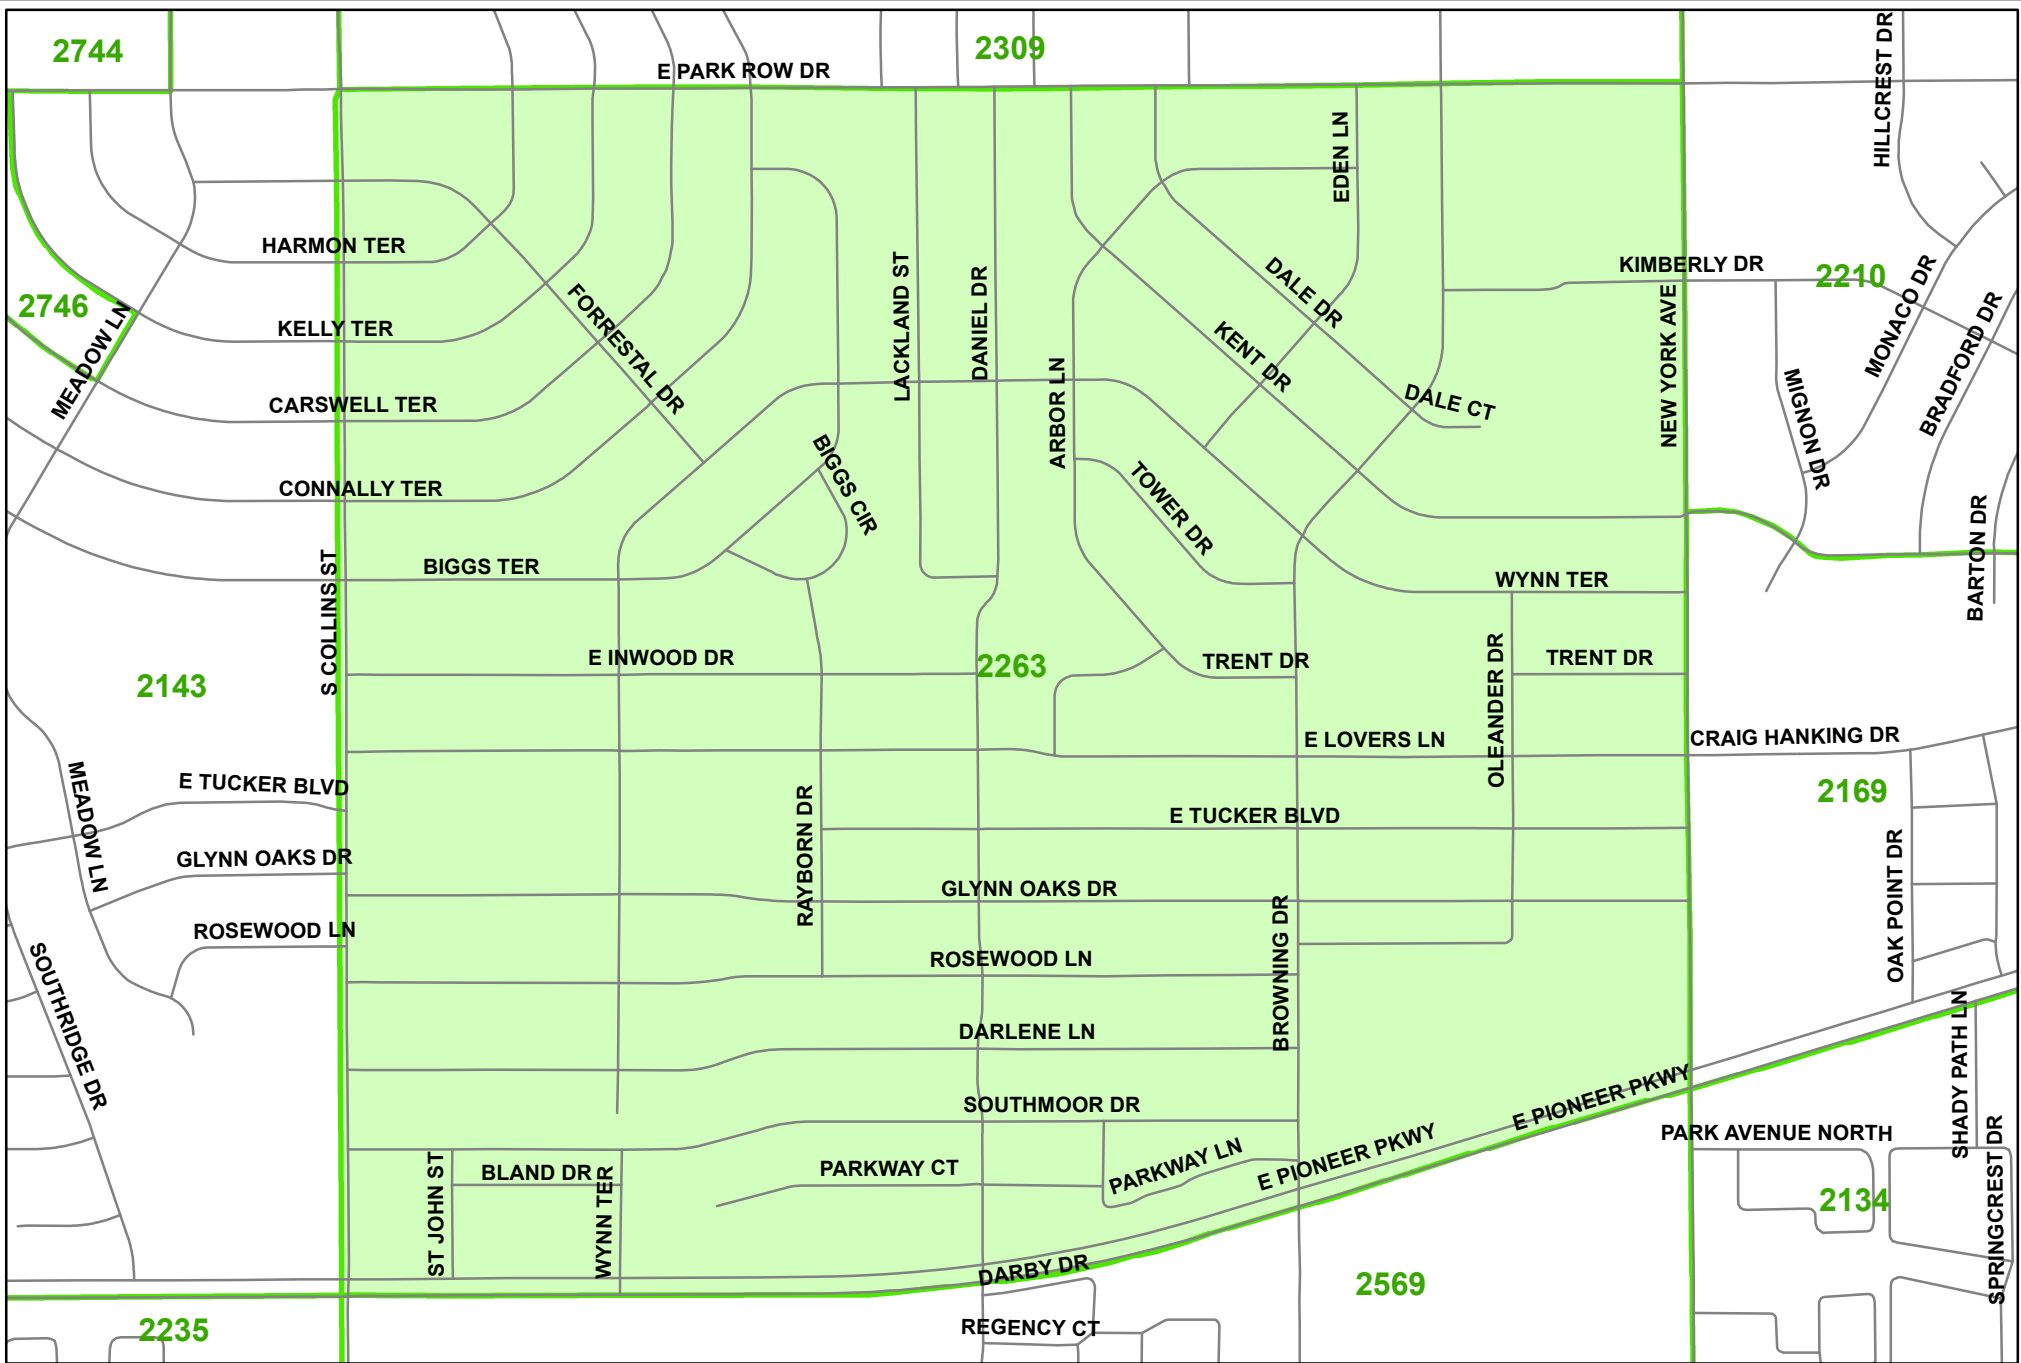 2744
2309
E PARK ROW DR
HILLCREST DR
EDEN LN
HARMON TER
2746
KELLY TER
FORRESTAL DR
LACKLAND ST
DANIEL DR
DALE DR
KIMBERLY DR
2210
MONACO DR
BRADFORD DR
NEW YORK AVE
MEADOW LN
CARSWELL TER
KENT DR
ARBOR LN
DALE CT
MIGNON DR
CONNALLY TER
BIGGS CIR
TOWER DR
BARTON DR
BIGGS TER
WYNN TER
S COLLINS ST
E INWOOD DR
2263
TRENT DR
OLEANDER DR
TRENT DR
2143
E LOVERS LN
CRAIG HANKING DR
MEADOW LN
E TUCKER BLVD
2169
RAYBORN DR
E TUCKER BLVD
GLYNN OAKS DR
OAK POINT DR
GLYNN OAKS DR
BROWNING DR
ROSEWOOD LN
ROSEWOOD LN
SOUTHRIDGE DR
DARLENE LN
SHADY PATH LN
SOUTHMOOR DR
E PIONEER PKWY
E PIONEER PKWY
PARK AVENUE NORTH
ST JOHN ST
BLAND DR
WYNN TER
PARKWAY CT
PARKWAY LN
2134
SPRINGCREST DR
DARBY DR
2569
2235
REGENCY CT